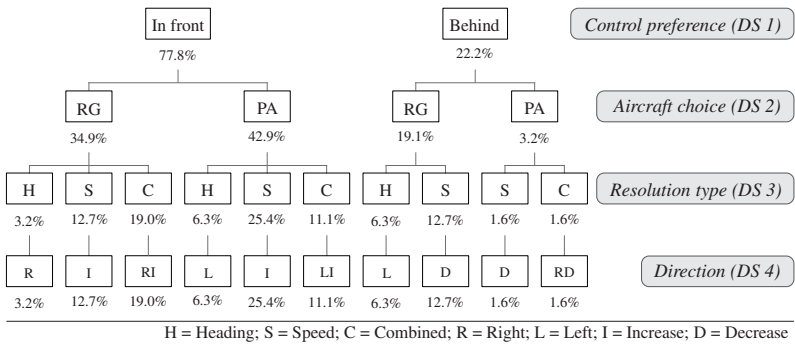 In front Behind Control preference (DS 1)
77.8% 22.2%
RG PA RG PA Aircraft choice (DS 2)
34.9% 42.9% 19.1% 3.2%
H S C H S C H S S C Resolution type (DS 3)
3.2% 12.7% 19.0% 6.3% 25.4% 11.1% 6.3% 12.7% 1.6% 1.6%
R I RI L I LI L D D RD Direction (DS 4)
3.2% 12.7% 19.0% 6.3% 25.4% 11.1% 6.3% 12.7% 1.6% 1.6%
H = Heading; S = Speed; C = Combined; R = Right; L = Left; I = Increase; D = Decrease